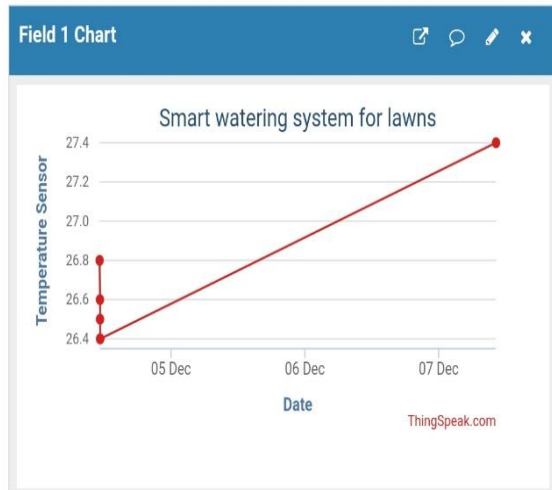 Field 1 Chart
Smart watering system for lawns
Temperature Sensor
27.4
27.2
27.0
26.8
26.6
26.4
05 Dec 06 Dec 07 Dec
Date
ThingSpeak.com